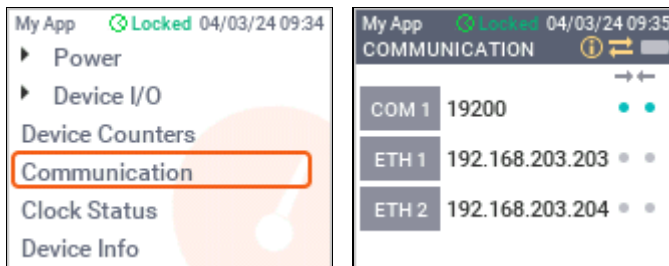 My App Locked 04/03/24 09:34
Power
Device I/O
Device Counters
Communication
Clock Status
Device Info
My App Locked 04/03/24 09:35
COMMUNICATION
COM 1 19200
ETH 1 192.168.203.203
ETH 2 192.168.203.204